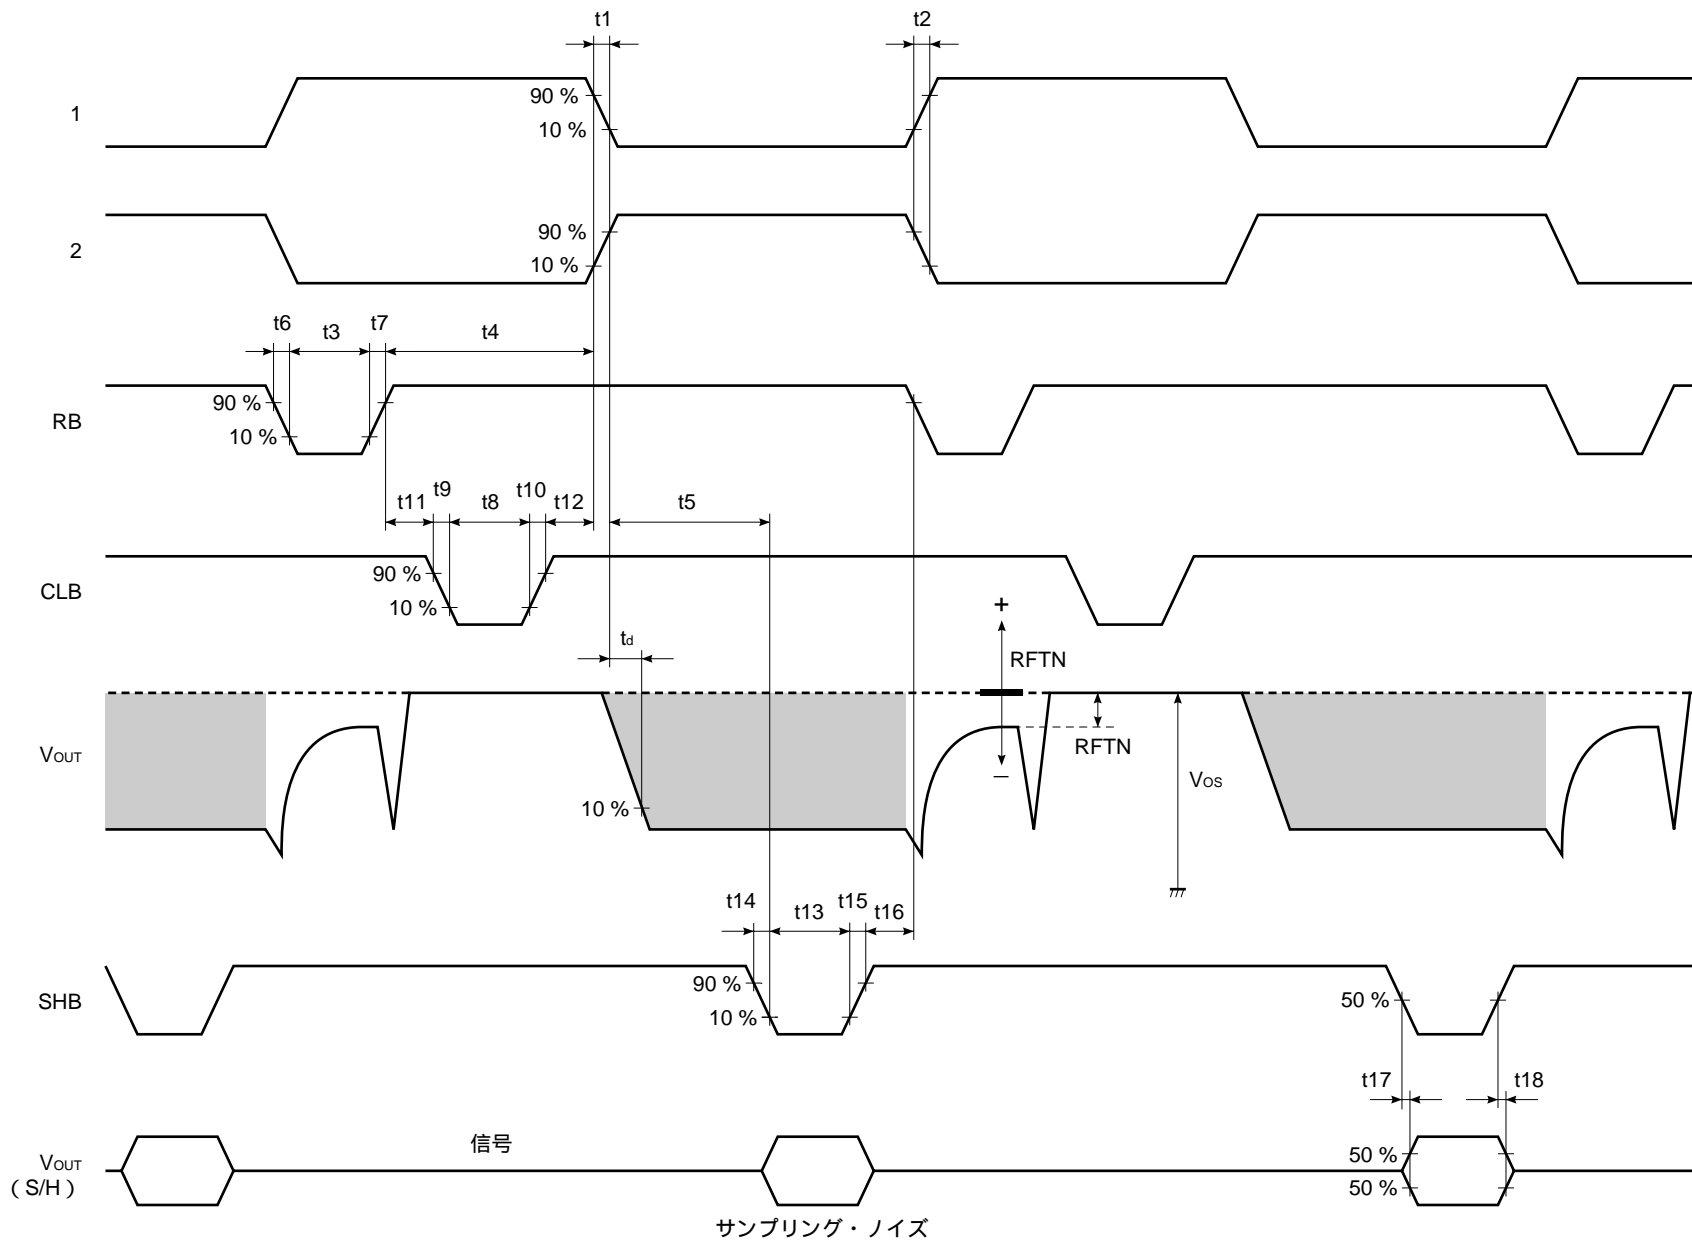 t1 t2
1
90 %
10 %
2
90 %
10 %
t6 t3 t7 t4
RB
90 %
10 %
t11 t9 t8 t10 t12 t5
CLB
90 %
10 %
td
+
RFTN
RFTN
−
VOUT
10 %
VOS
t14 t13 t15 t16
SHB
90 %
10 %
50 %
t17 t18
信号
VOUT
( S/H )
50 %
50 %
サンプリング・ノイズ